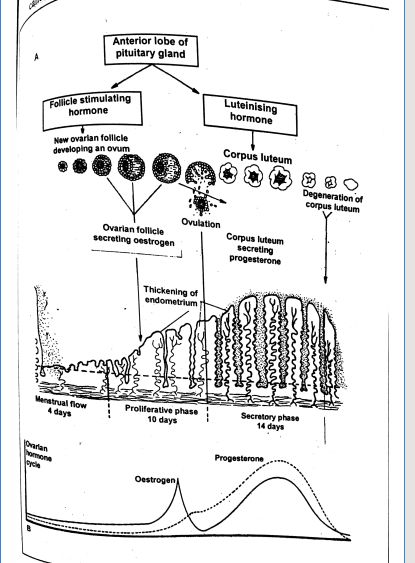 A
Anterior lobe of
pituitary gland
Follicle stimulating
hormone
Luteinising
hormone
New ovarian follicle
developing an ovum
Corpus luteum
Degeneration of
corpus luteum
Ovulation
Ovarian follicle
secreting oestrogen
Corpus luteum
secreting
progesterone
Thickening of
endometrium
Menstrual flow
4 days
Proliferative phase
10 days
Secretory phase
14 days
Ovarian
hormone
cycle
Progesterone
Oestrogen
B